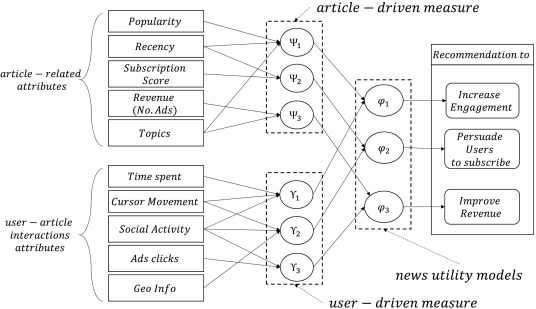 article − driven measure
Popularity
Recency
Subscription
Score
Revenue
(No. Ads)
Topics
article − related
attributes
Ψ1
Ψ2
Ψ3
Time spent
Cursor Movement
Social Activity
Ads clicks
Geo Info
user − article
interactions
attributes
ϒ1
ϒ2
ϒ3
φ1
φ2
φ3
Recommendation to
Increase
Engagement
Persuade
Users
to subscribe
Improve
Revenue
news utility models
user − driven measure